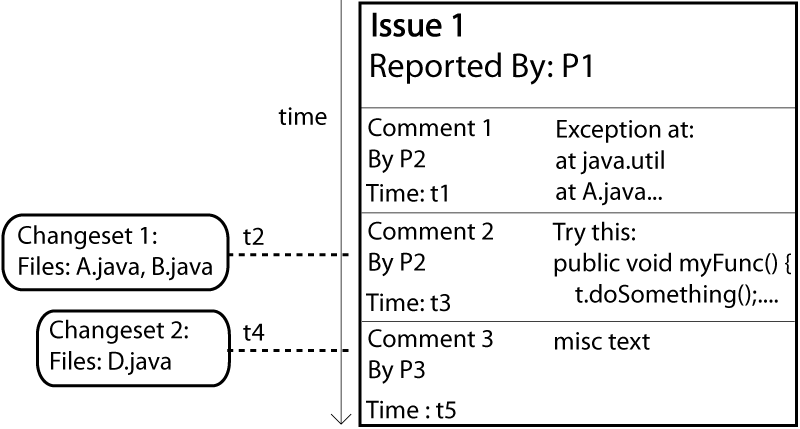 Issue 1
Reported By: P1
time
Comment 1
By P2
Time: t1
Exception at:
at java.util
at A.java...
Changeset 1:
Files: A.java, B.java
t2
Comment 2
By P2
Time: t3
Try this:
public void myFunc() {
t.doSomething();....
Changeset 2:
Files: D.java
t4
Comment 3
By P3
Time : t5
misc text